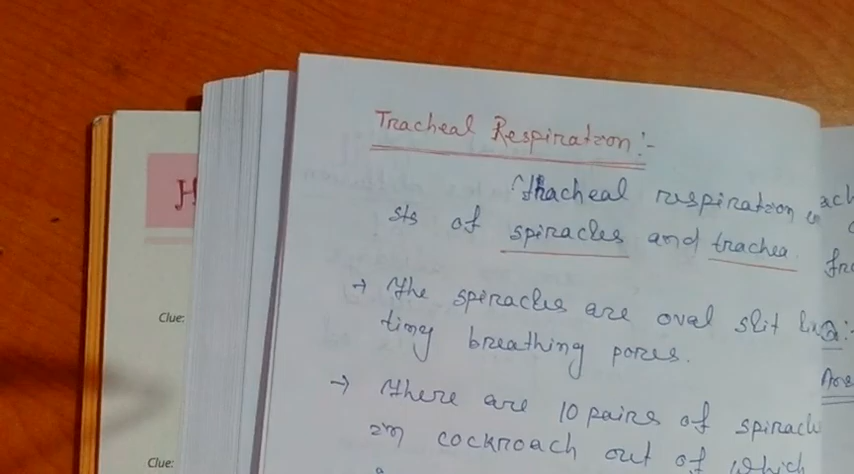 Tracheal Respiration:-
Tracheal respiration
sts of spiracles and trachea.
→ The spiracles are oval slit
tiny breathing pores.
→ There are 10 pairs of
in cockroach out of which
H
Clue:
Clue: